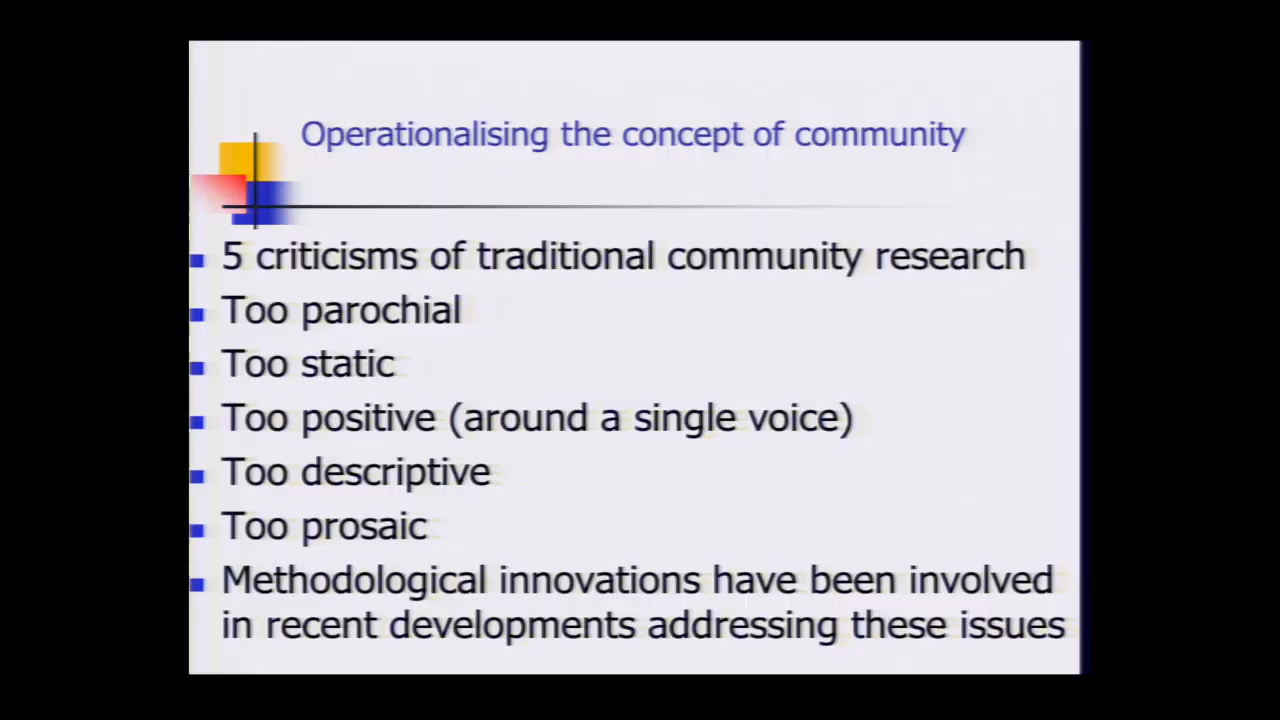 Operationalising the concept of community
5 criticisms of traditional community research
Too parochial
Too static
Too positive (around a single voice)
Too descriptive
Too prosaic
Methodological innovations have been involved
in recent developments addressing these issues